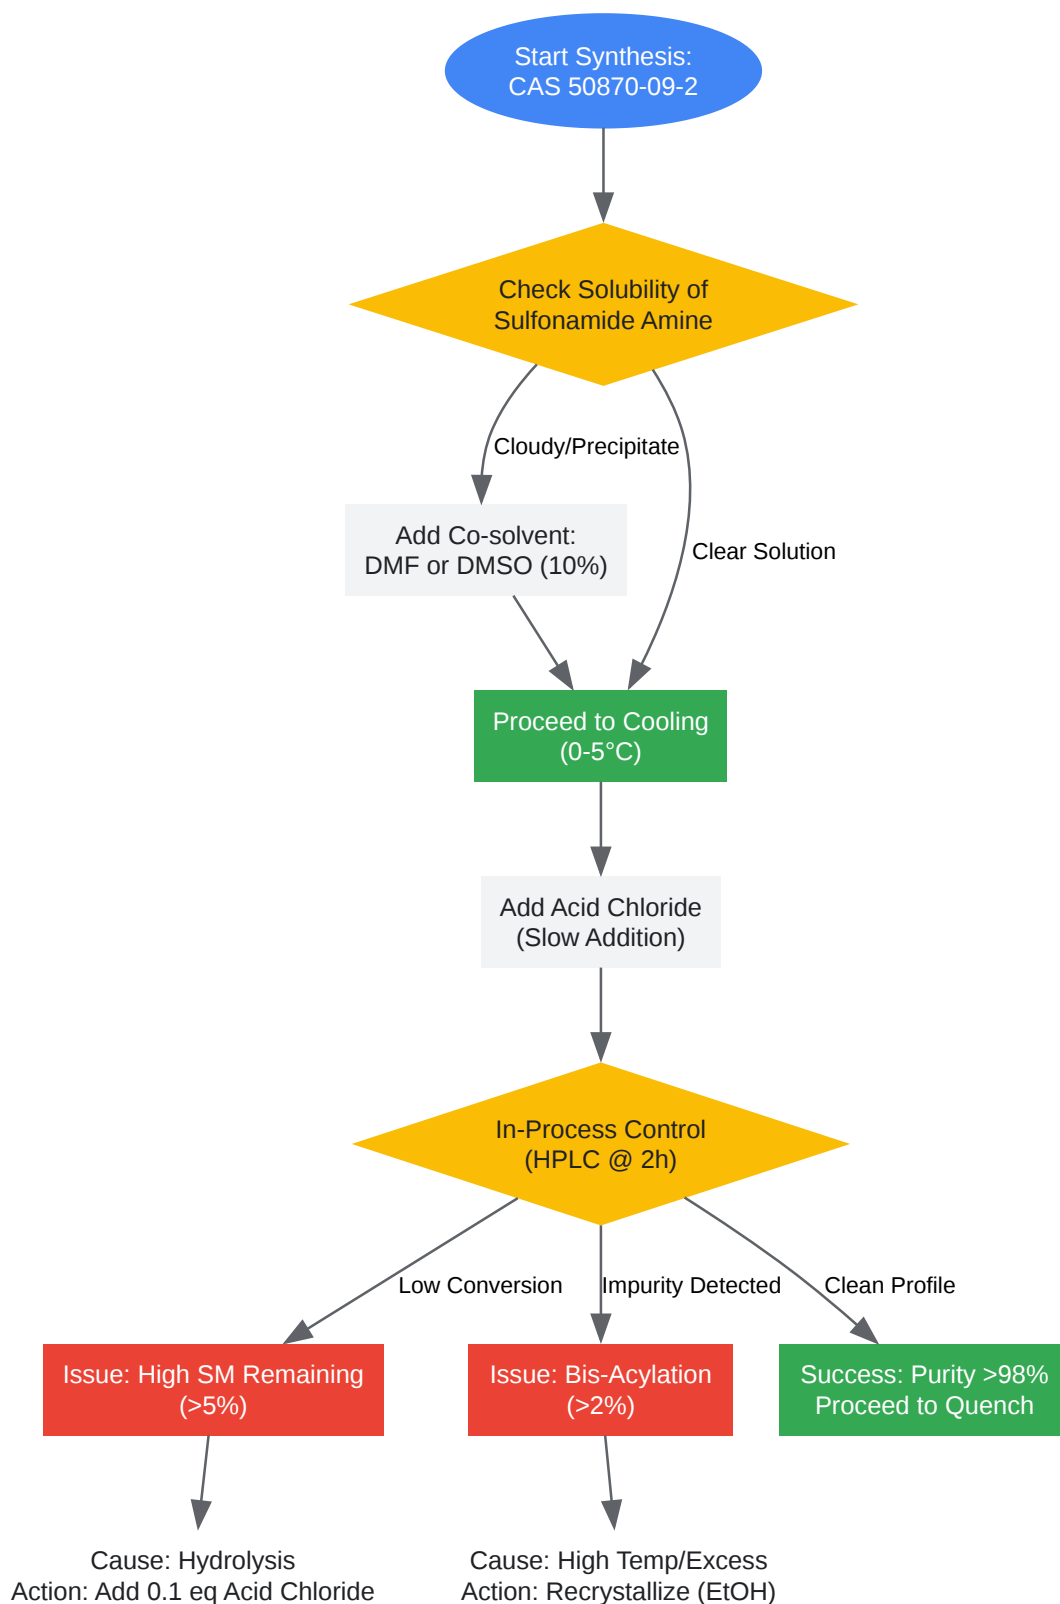 Start Synthesis:
CAS 50870-09-2
Check Solubility of
Sulfonamide Amine
Cloudy/Precipitate
Add Co-solvent:
DMF or DMSO (10%)
Clear Solution
Proceed to Cooling
(0-5°C)
Add Acid Chloride
(Slow Addition)
In-Process Control
(HPLC @ 2h)
Low Conversion
Impurity Detected
Clean Profile
Issue: High SM Remaining
(>5%)
Issue: Bis-Acylation
(>2%)
Success: Purity >98%
Proceed to Quench
Cause: Hydrolysis
Action: Add 0.1 eq Acid Chloride
Cause: High Temp/Excess
Action: Recrystallize (EtOH)